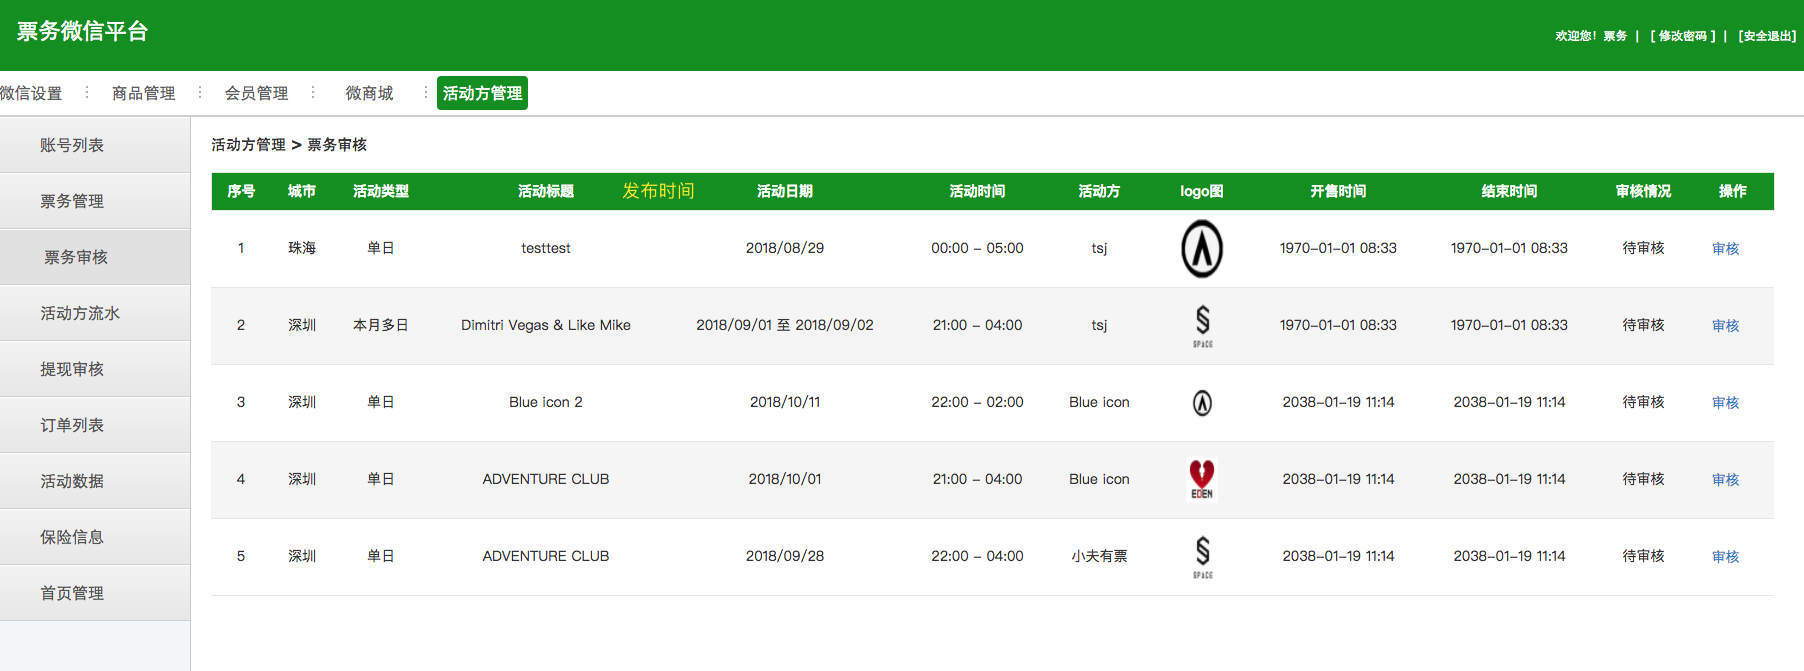 票务微信平台
欢迎您！票务 | [ 修改密码 ] | [安全退出]
微信设置 商品管理 会员管理 微商城 活动方管理
账号列表
票务管理
票务审核
活动方流水
提现审核
订单列表
活动数据
保险信息
首页管理
活动方管理 > 票务审核
序号 城市 活动类型 活动标题 发布时间 活动日期 活动时间 活动方 logo图 开售时间 结束时间 审核情况 操作
1 珠海 单日 testtest 2018/08/29 00:00 - 05:00 tsj 1970-01-01 08:33 1970-01-01 08:33 待审核 审核
2 深圳 本月多日 Dimitri Vegas & Like Mike 2018/09/01 至 2018/09/02 21:00 - 04:00 tsj SPACE 1970-01-01 08:33 1970-01-01 08:33 待审核 审核
3 深圳 单日 Blue icon 2 2018/10/11 22:00 - 02:00 Blue icon 2038-01-19 11:14 2038-01-19 11:14 待审核 审核
4 深圳 单日 ADVENTURE CLUB 2018/10/01 21:00 - 04:00 Blue icon EDEN 2038-01-19 11:14 2038-01-19 11:14 待审核 审核
5 深圳 单日 ADVENTURE CLUB 2018/09/28 22:00 - 04:00 小夫有票 SPACE 2038-01-19 11:14 2038-01-19 11:14 待审核 审核